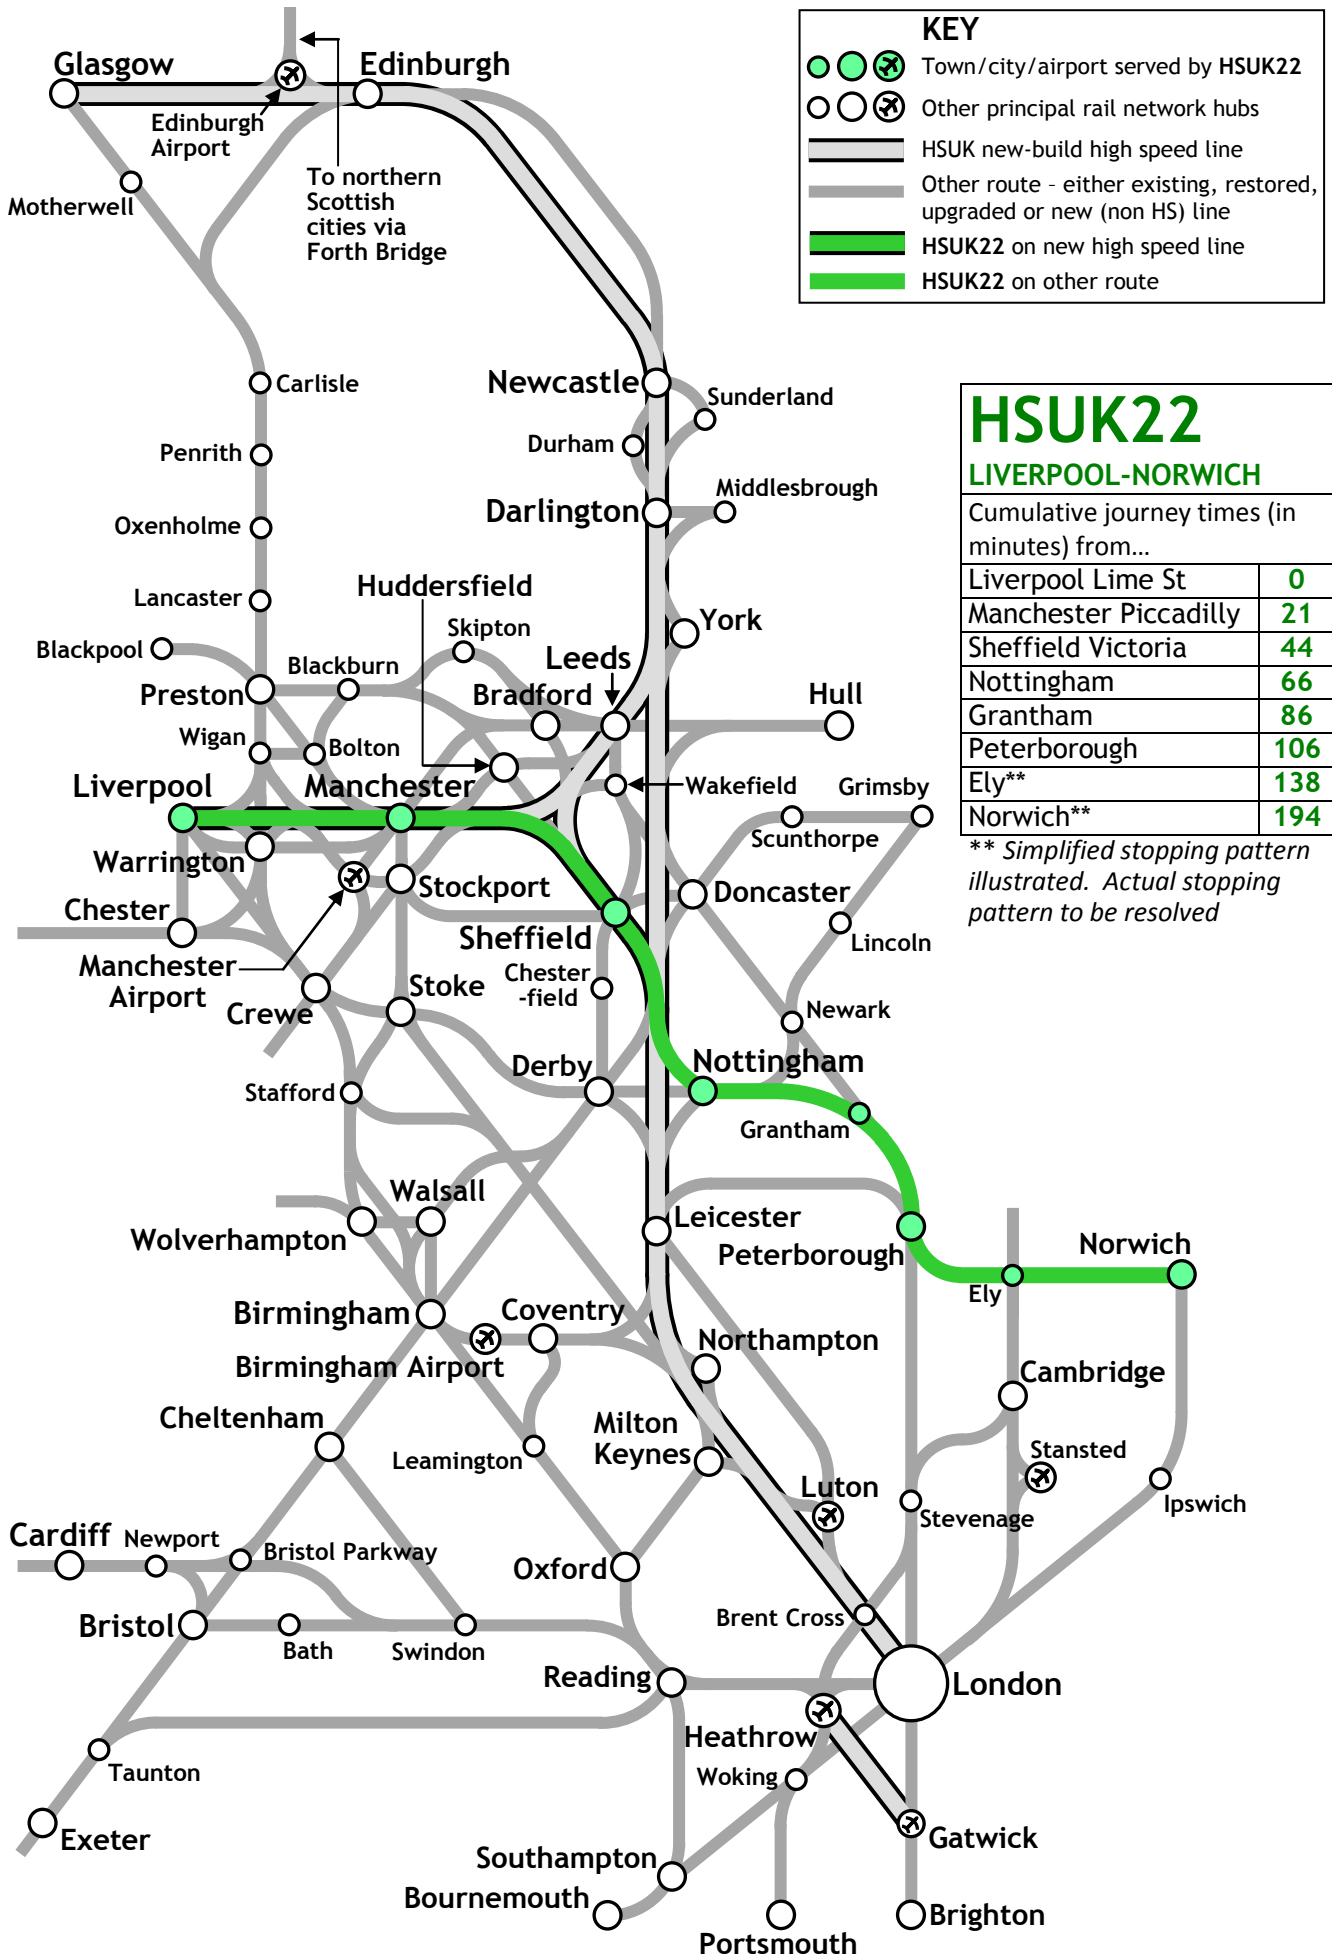 KEY
Town/city/airport served by HSUK22
Other principal rail network hubs
HSUK new-build high speed line
Other route - either existing, restored,
upgraded or new (non HS) line
HSUK22 on new high speed line
HSUK22 on other route
Glasgow
Edinburgh
Edinburgh
Airport
Motherwell
To northern
Scottish
cities via
Forth Bridge
Carlisle
Newcastle
Sunderland
Durham
Penrith
Middlesbrough
Darlington
Oxenholme
Huddersfield
Lancaster
Skipton
York
Blackpool
Blackburn
Leeds
Preston
Bradford
Hull
Wigan
Bolton
Liverpool
Manchester
Wakefield
Grimsby
Scunthorpe
Warrington
Stockport
Doncaster
Chester
Sheffield
Lincoln
Manchester
Airport
Chester
-field
Crewe
Stoke
Newark
Derby
Nottingham
Stafford
Grantham
Walsall
Wolverhampton
Leicester
Peterborough
Norwich
Ely
Birmingham
Coventry
Birmingham Airport
Northampton
Cambridge
Cheltenham
Milton
Keynes
Leamington
Stansted
Luton
Ipswich
Stevenage
Cardiff
Newport
Bristol Parkway
Oxford
Bristol
Bath
Swindon
Brent Cross
Reading
London
Heathrow
Taunton
Woking
Exeter
Gatwick
Southampton
Bournemouth
Brighton
Portsmouth
HSUK22
LIVERPOOL-NORWICH
Cumulative journey times (in
minutes) from…
Liverpool Lime St 0
Manchester Piccadilly 21
Sheffield Victoria 44
Nottingham 66
Grantham 86
Peterborough 106
Ely** 138
Norwich** 194
** Simplified stopping pattern
illustrated. Actual stopping
pattern to be resolved